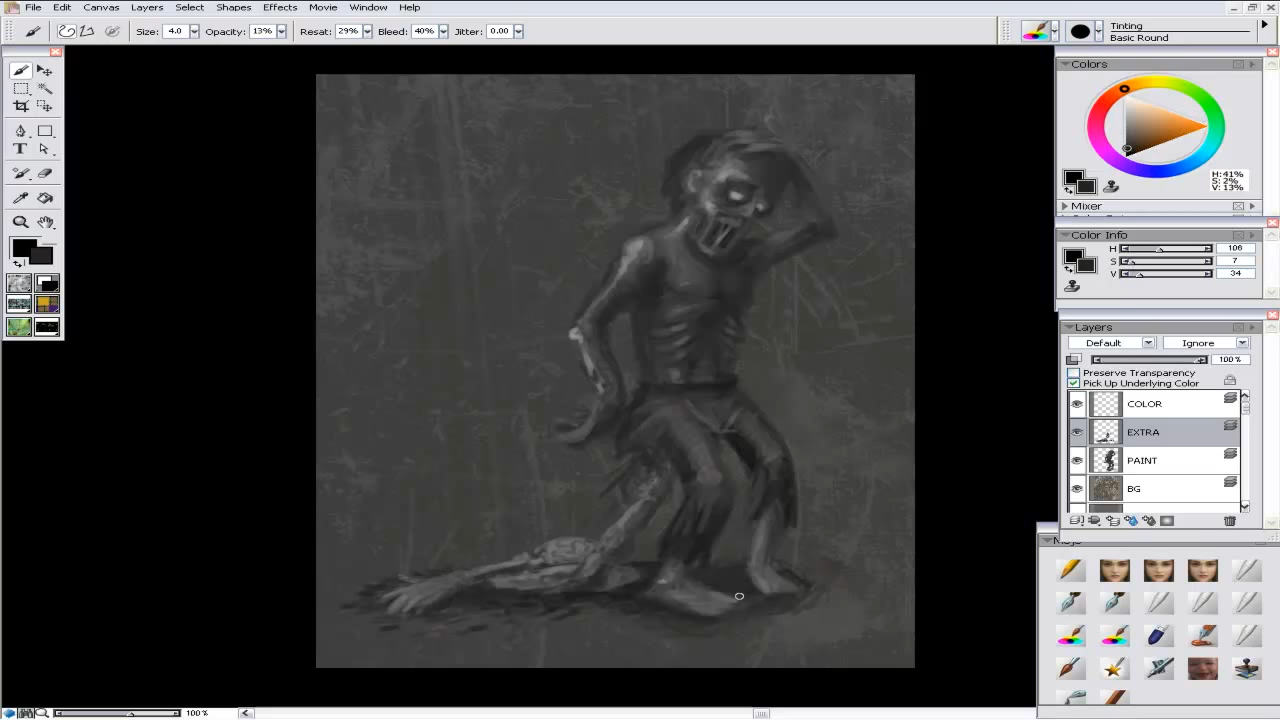 File Edit Canvas Layers Select Shapes Effects Movie Window Help
Size: 4.0 Opacity: 13% Resat: 29% Bleed: 40% Jitter: 0.00
Tinting
Basic Round
Colors
H: 41%
V: 13%
Mixer
Color Info
H 106
S 7
V 34
Layers
Default Ignore
100%
Preserve Transparency
Pick Up Underlying Color
COLOR
EXTRA
PAINT
BG
100%